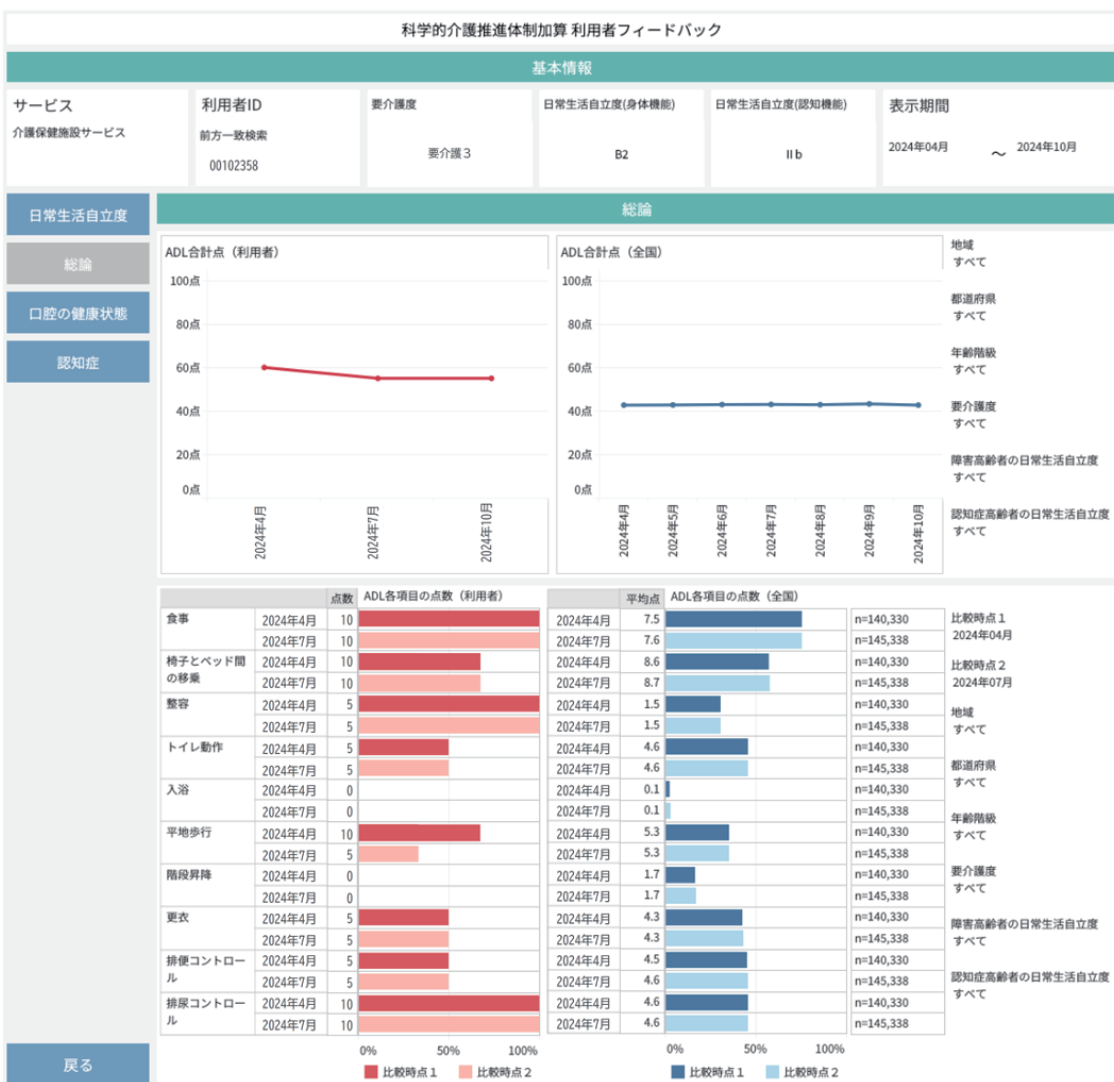 科学的介護推進体制加算 利用者フィードバック
基本情報
サービス
介護保健施設サービス
利用者ID
前方一致検索
00102358
要介護度
要介護３
日常生活自立度(身体機能)
B2
日常生活自立度(認知機能)
IIb
表示期間
2024年04月 ～ 2024年10月
日常生活自立度
総論
口腔の健康状態
認知症
戻る
総論
ADL合計点（利用者）
100点
80点
60点
40点
20点
0点
2024年4月
2024年7月
2024年10月
ADL合計点（全国）
100点
80点
60点
40点
20点
0点
2024年4月
2024年5月
2024年6月
2024年7月
2024年8月
2024年9月
2024年10月
地域
すべて
都道府県
すべて
年齢階級
すべて
要介護度
すべて
障害高齢者の日常生活自立度
すべて
認知症高齢者の日常生活自立度
すべて
点数 ADL各項目の点数（利用者）
食事 2024年4月 10
2024年7月 10
椅子とベッド間 2024年4月 10
の移乗 2024年7月 10
整容 2024年4月 5
2024年7月 5
トイレ動作 2024年4月 5
2024年7月 5
入浴 2024年4月 0
2024年7月 0
平地歩行 2024年4月 10
2024年7月 5
階段昇降 2024年4月 0
2024年7月 0
更衣 2024年4月 5
2024年7月 5
排便コントロー 2024年4月 5
ル 2024年7月 5
排尿コントロー 2024年4月 10
ル 2024年7月 10
0% 50% 100%
比較時点１ 比較時点２
平均点 ADL各項目の点数（全国）
2024年4月 7.5 n=140,330
2024年7月 7.6 n=145,338
2024年4月 8.6 n=140,330
2024年7月 8.7 n=145,338
2024年4月 1.5 n=140,330
2024年7月 1.5 n=145,338
2024年4月 4.6 n=140,330
2024年7月 4.6 n=145,338
2024年4月 0.1 n=140,330
2024年7月 0.1 n=145,338
2024年4月 5.3 n=140,330
2024年7月 5.3 n=145,338
2024年4月 1.7 n=140,330
2024年7月 1.7 n=145,338
2024年4月 4.3 n=140,330
2024年7月 4.3 n=145,338
2024年4月 4.5 n=140,330
2024年7月 4.6 n=145,338
2024年4月 4.6 n=140,330
2024年7月 4.6 n=145,338
0% 50% 100%
比較時点１ 比較時点２
比較時点１
2024年04月
比較時点２
2024年07月
地域
すべて
都道府県
すべて
年齢階級
すべて
要介護度
すべて
障害高齢者の日常生活自立度
すべて
認知症高齢者の日常生活自立度
すべて